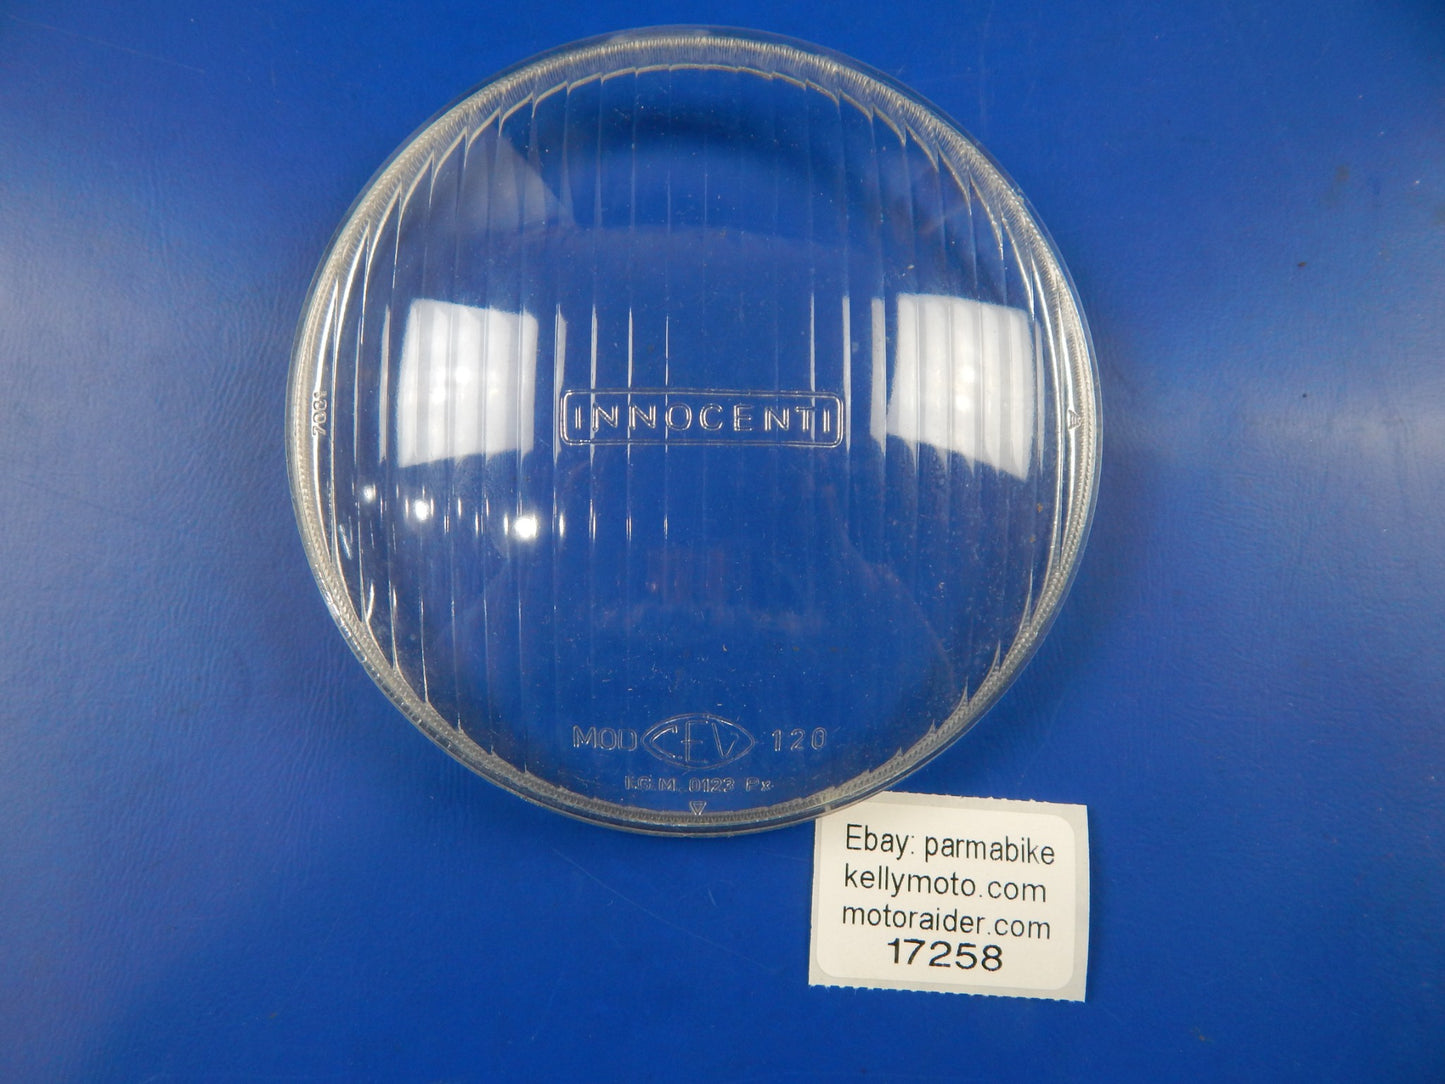 INNOCENTI
MOD CEV 120
I.G.M. 0123 Px
Ebay: parmabike
kellymoto.com
motoraider.com
17258